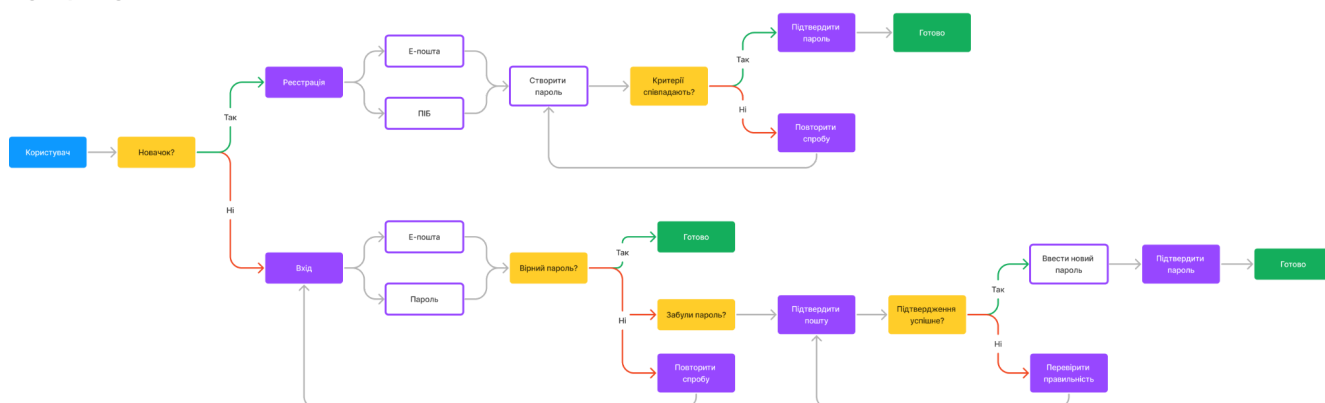 Користувач
Новачок?
Так
Ні
Реєстрація
Е-пошта
ПІБ
Створити
пароль
Критерії
співпадають?
Так
Ні
Підтвердити
пароль
Готово
Повторити
спробу
Вхід
Е-пошта
Пароль
Вірний пароль?
Так
Ні
Готово
Забули пароль?
Повторити
спробу
Підтвердити
пошту
Підтвердження
успішне?
Так
Ні
Ввести новий
пароль
Підтвердити
пароль
Готово
Перевірити
правильність